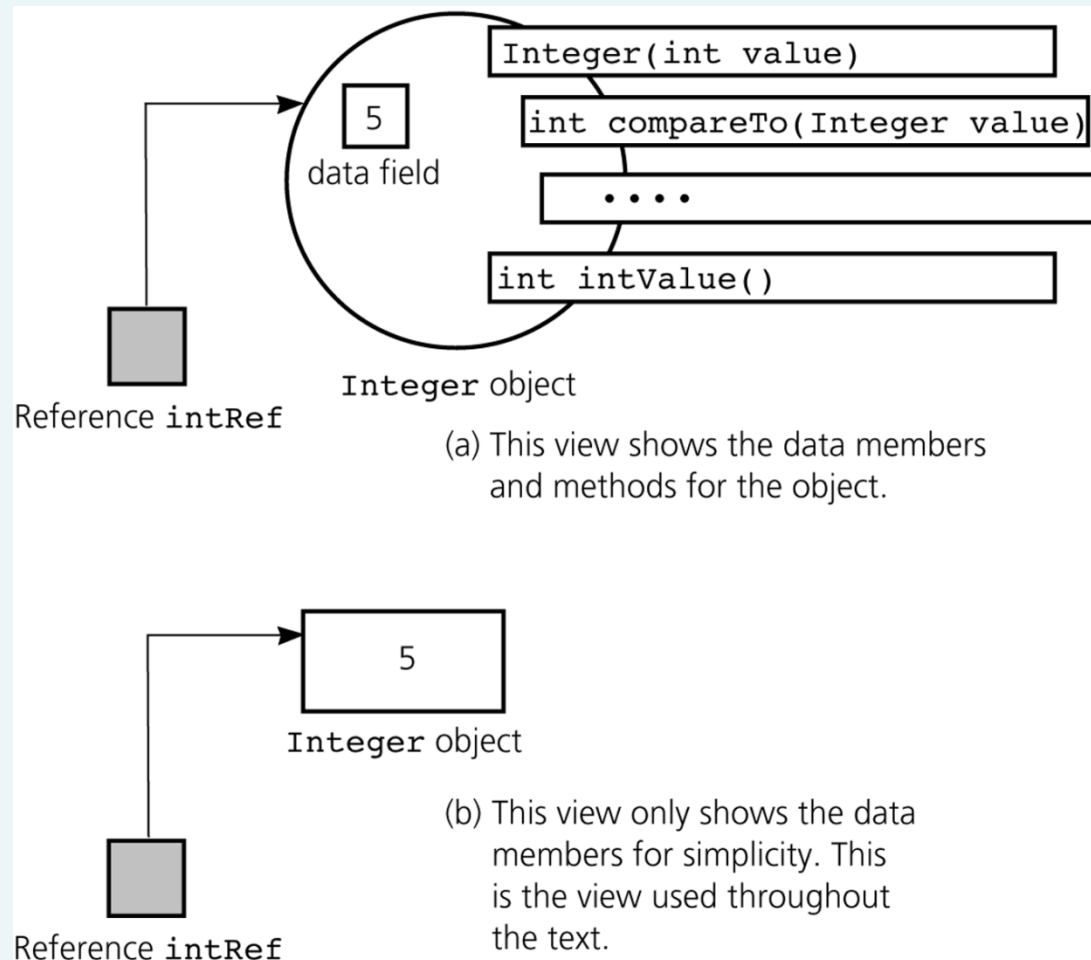 Integer(int value)
int compareTo(Integer value)
5
data field
• • • •
int intValue()
Integer object
Reference intRef
(a) This view shows the data members
and methods for the object.
5
Integer object
(b) This view only shows the data
members for simplicity. This
is the view used throughout
the text.
Reference intRef